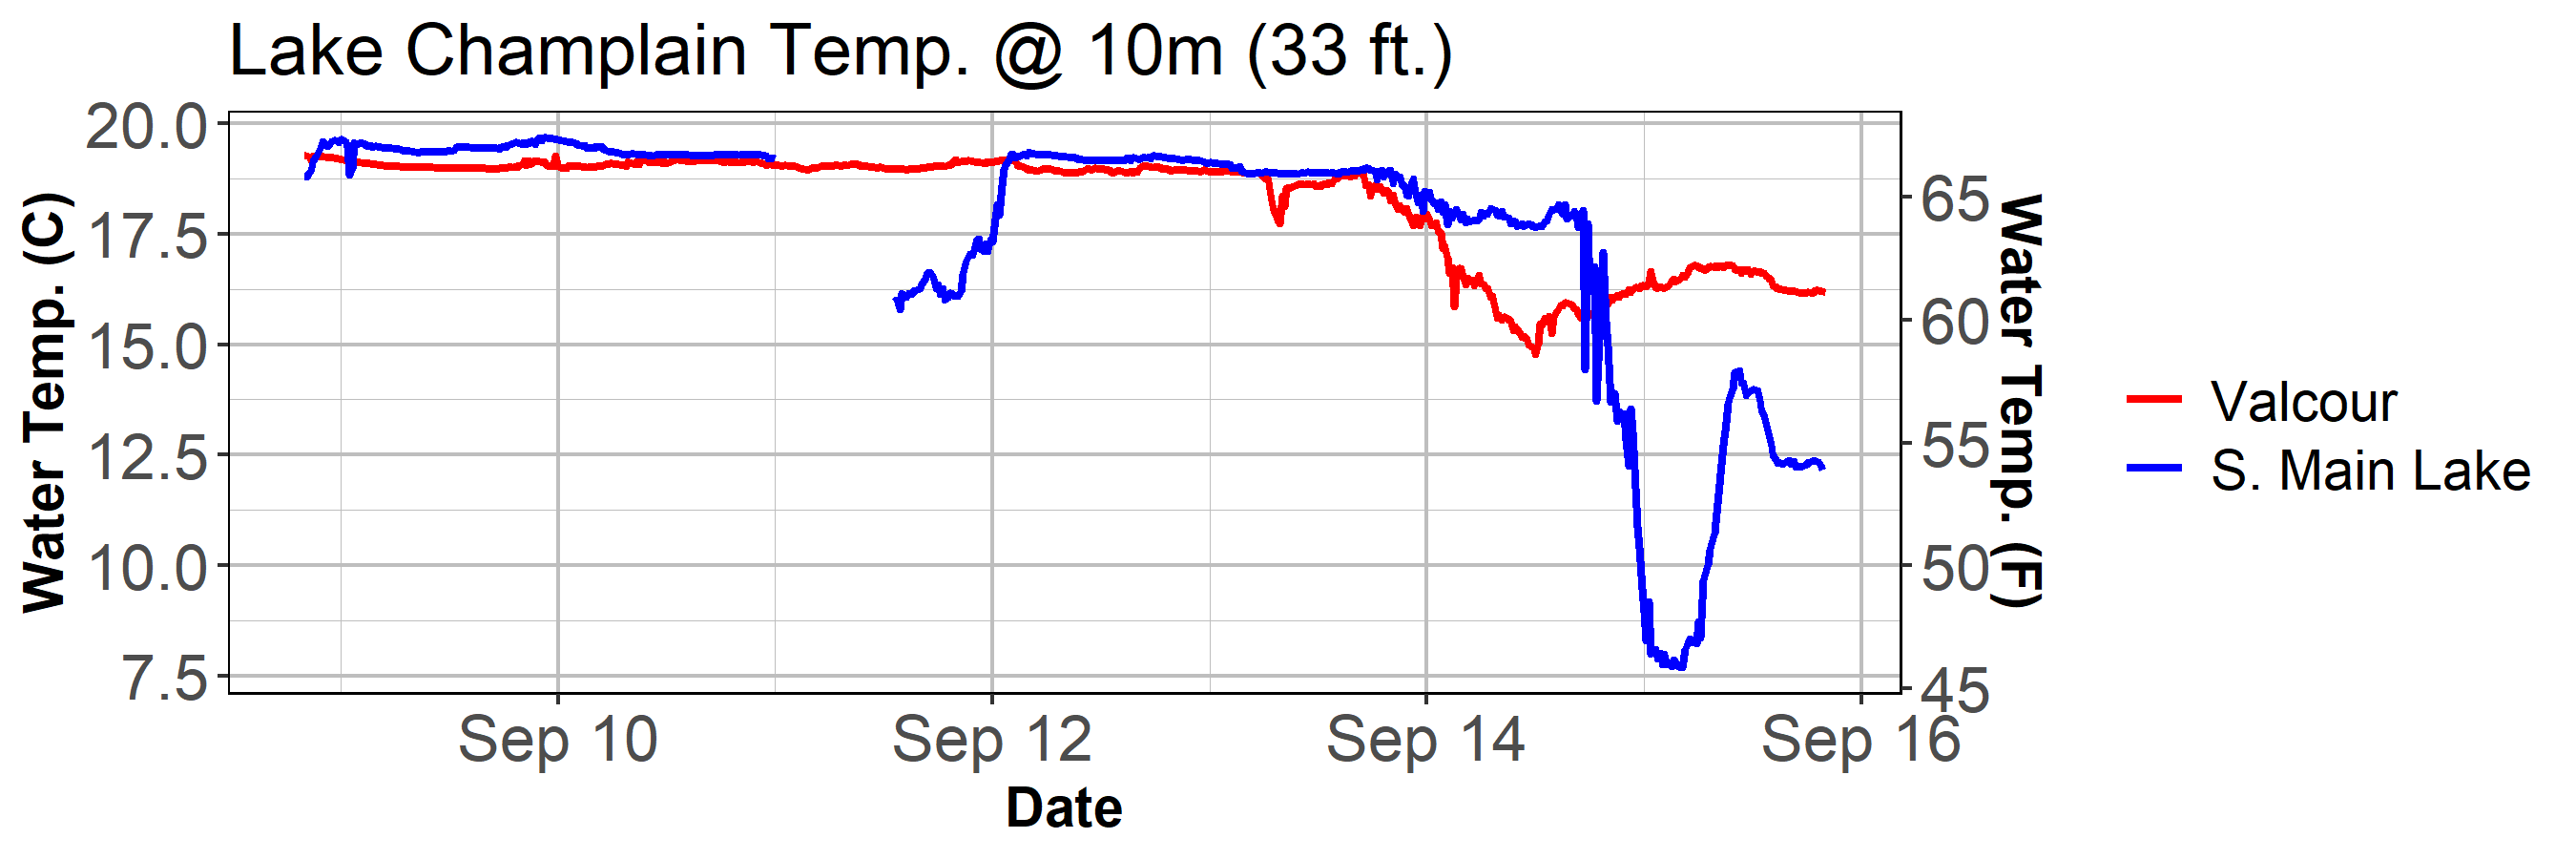 Lake Champlain Temp. @ 10m (33 ft.)
Water Temp. (C)
20.0
17.5
15.0
12.5
10.0
7.5
65
60
55
50
45
Water Temp. (F)
Sep 10
Sep 12
Sep 14
Sep 16
Date
Valcour
S. Main Lake